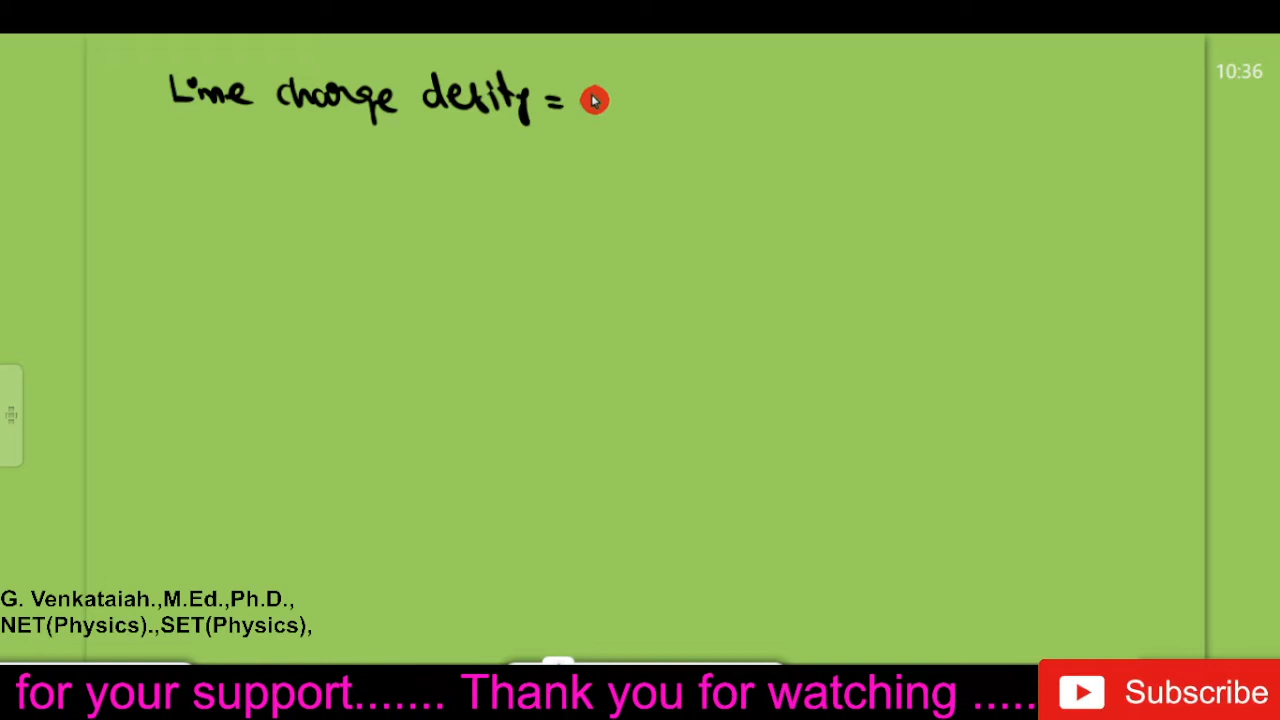 Line charge desity =
10:36
G. Venkataiah.,M.Ed.,Ph.D.,
NET(Physics).,SET(Physics),
for your support....... Thank you for watching .....
Subscribe